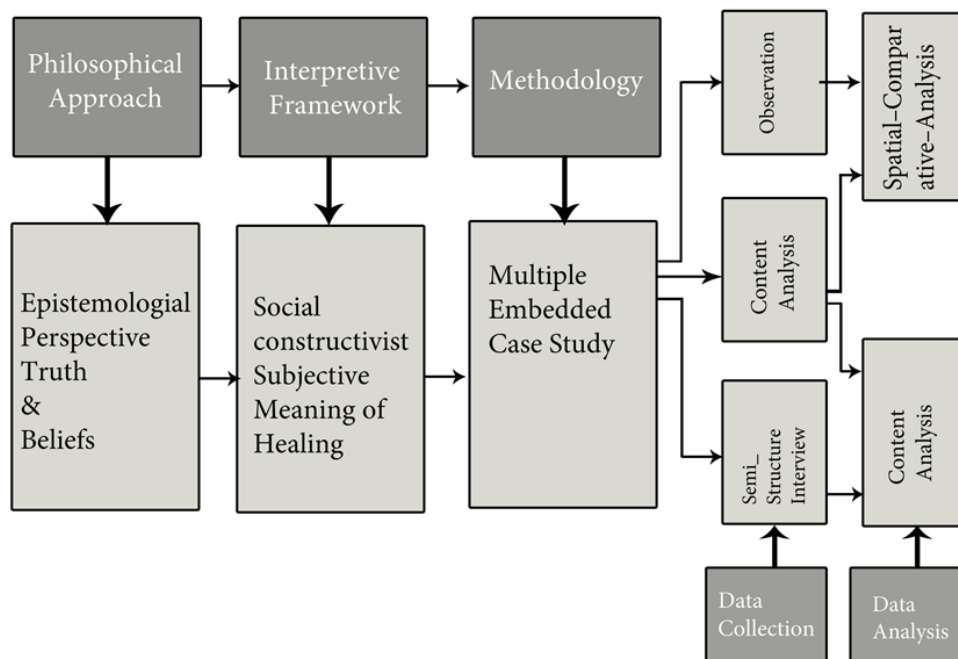 Philosophical
Approach
Interpretive
Framework
Methodology
Observation
Spatial–Compar
ative–Analysis
Epistemologial
Perspective
Truth
&
Beliefs
Social
constructivist
Subjective
Meaning of
Healing
Multiple
Embedded
Case Study
Content
Analysis
Semi_
Structure
Interview
Content
Analysis
Data
Collection
Data
Analysis